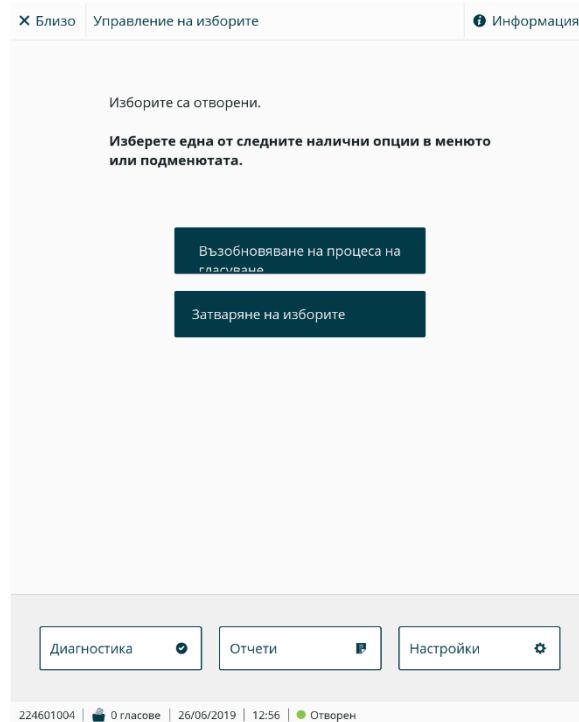 Близо Управление на изборите Информация
Изборите са отворени.
Изберете една от следните налични опции в менюто
или подменютата.
Възобновяване на процеса на
гласуване
Затваряне на изборите
Диагностика Отчети Настройки
224601004 | 0 гласове | 26/06/2019 | 12:56 | Отворен